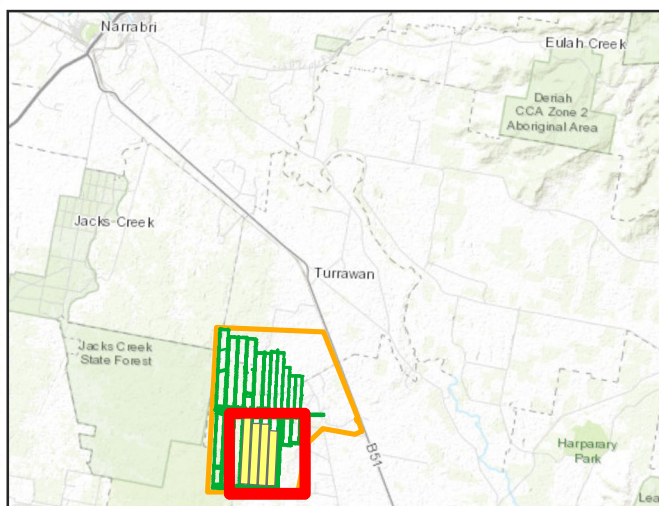 Narrabri
Eulah Creek
Deriah
CCA Zone 2
Aboriginal Area
Jacks Creek
Turrawan
Jacks Creek
State Forest
B51
Harparary
Park
Lea